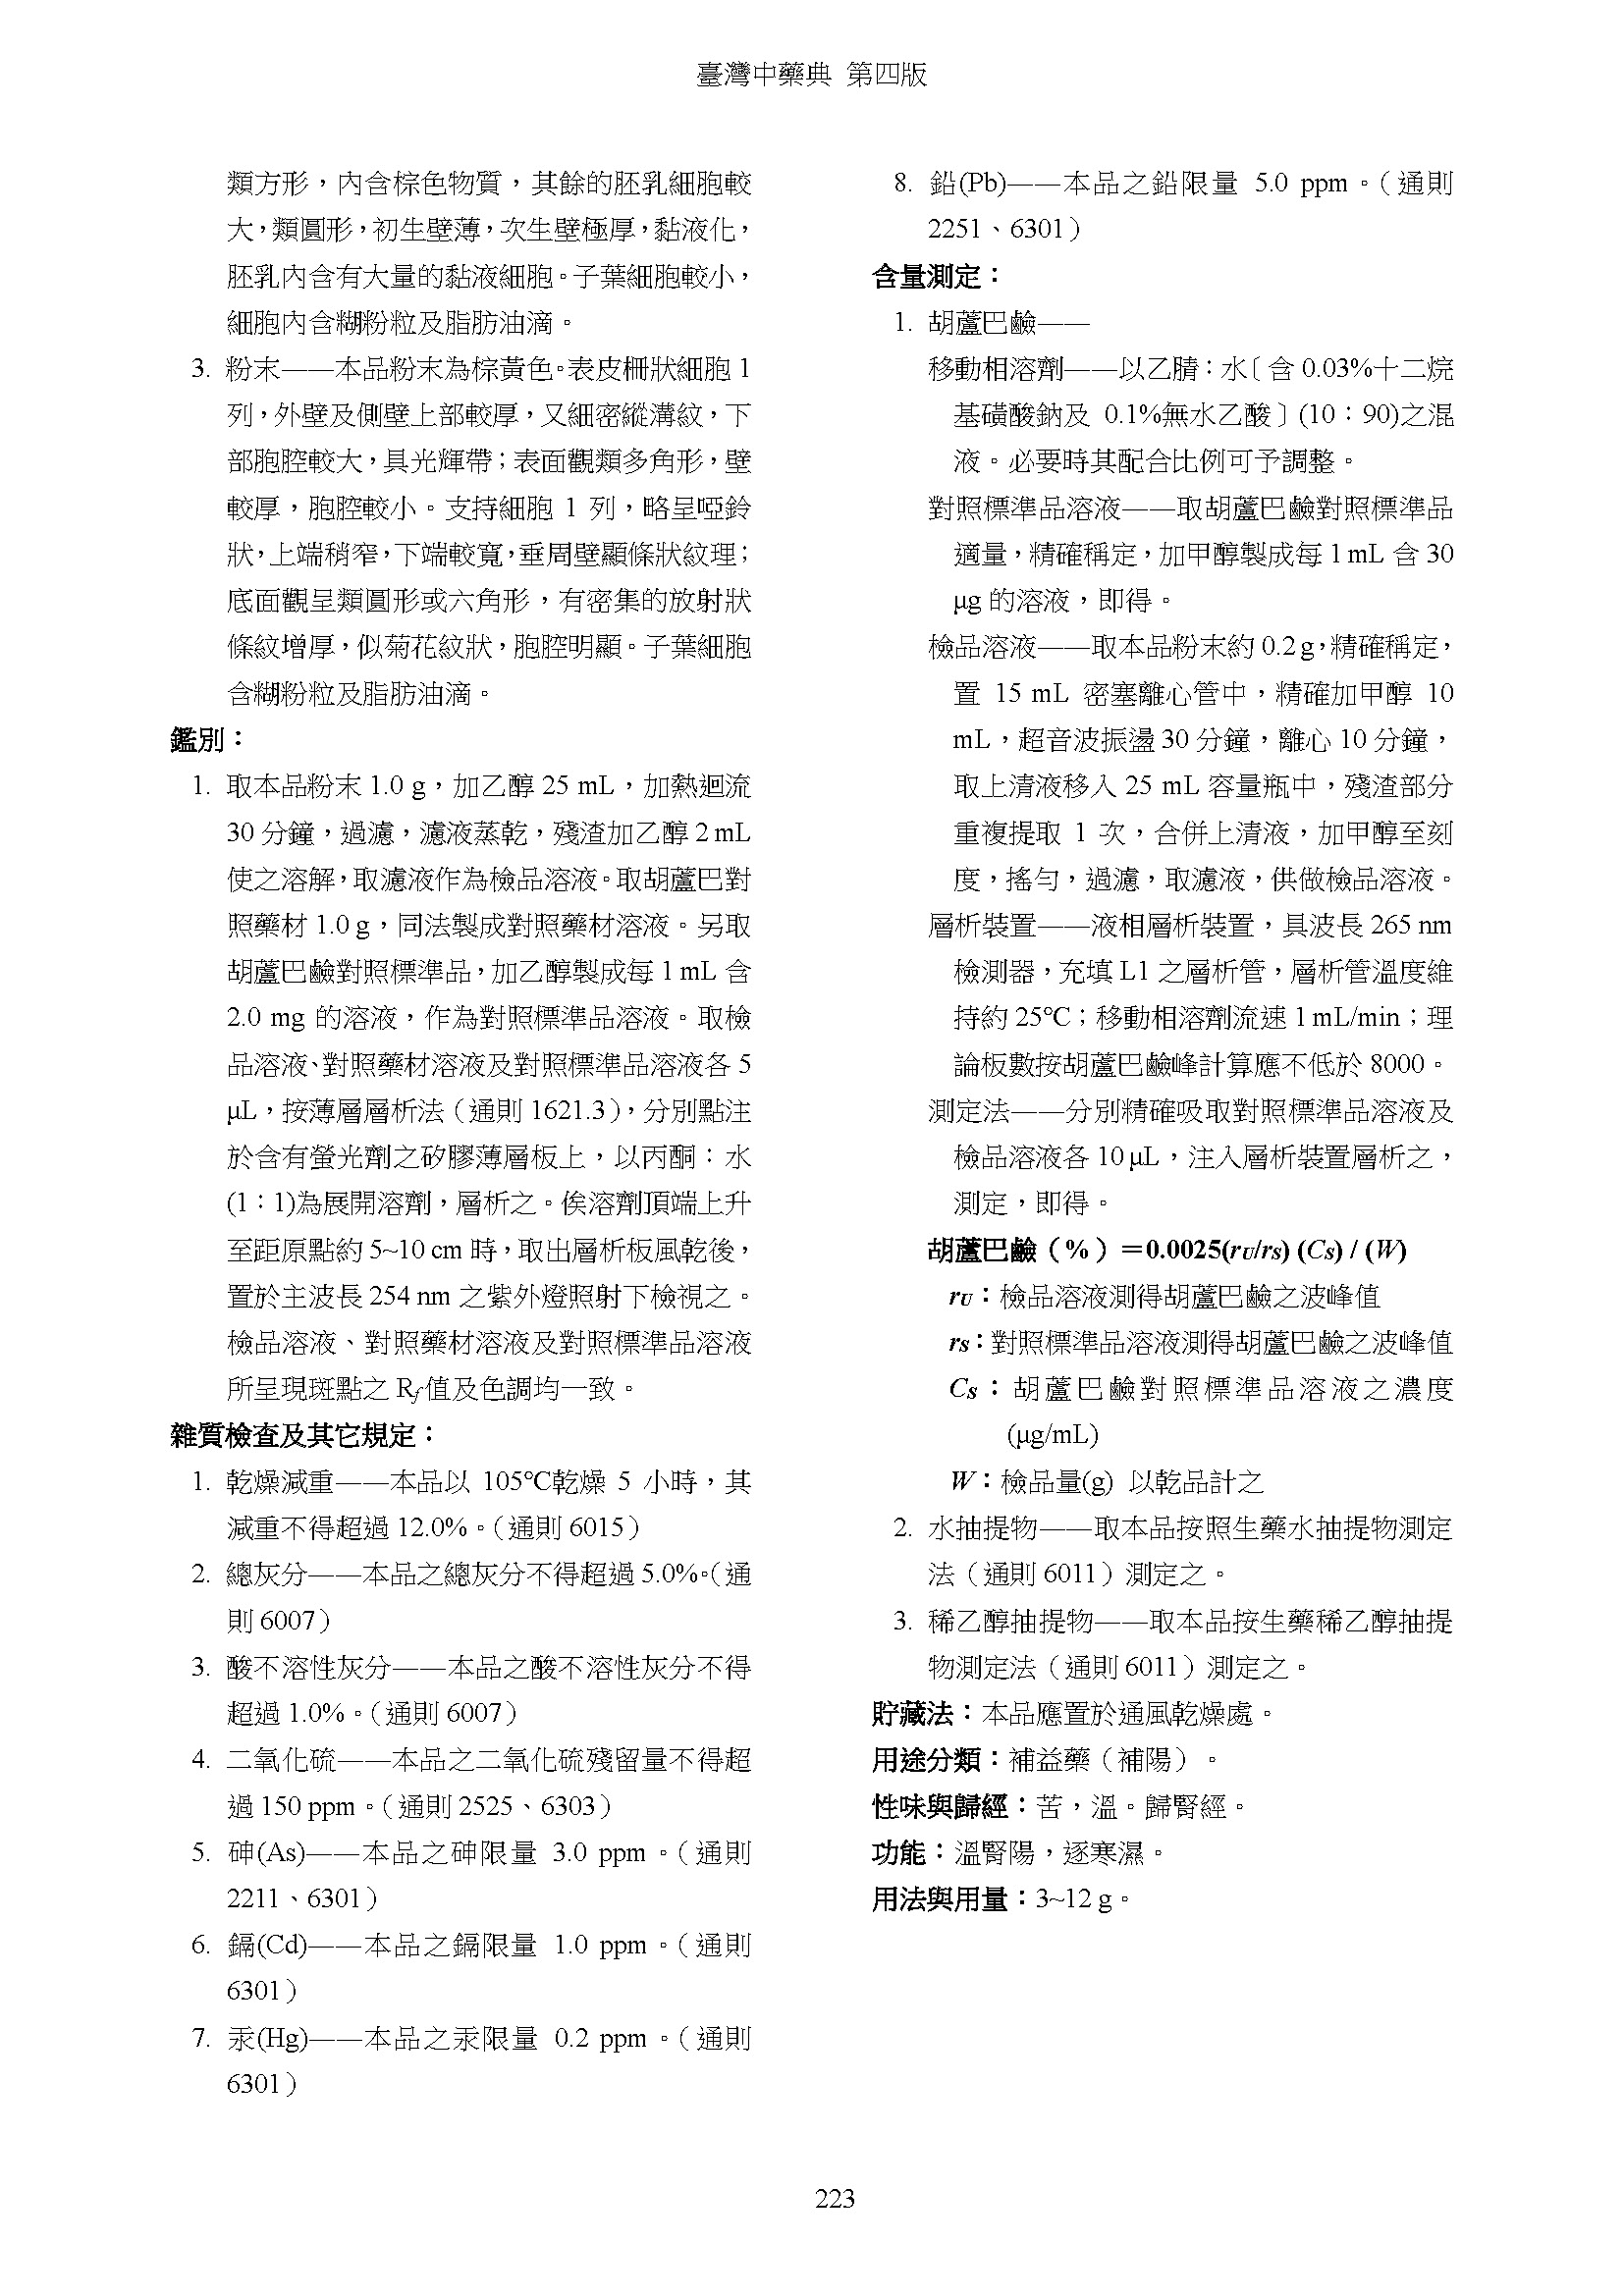 臺灣中藥典 第四版
類方形，內含棕色物質，其餘的胚乳細胞較
大，類圓形，初生壁薄，次生壁極厚，黏液化，
胚乳內含有大量的黏液細胞。子葉細胞較小，
細胞內含糊粉粒及脂肪油滴。
3. 粉末——本品粉末為棕黃色。表皮柵狀細胞 1
列，外壁及側壁上部較厚，又細密縱溝紋，下
部胞腔較大，具光輝帶；表面觀類多角形，壁
較厚，胞腔較小。支持細胞 1 列，略呈啞鈴
狀，上端稍窄，下端較寬，垂周壁顯條狀紋理；
底面觀呈類圓形或六角形，有密集的放射狀
條紋增厚，似菊花紋狀，胞腔明顯。子葉細胞
含糊粉粒及脂肪油滴。
鑑別：
1. 取本品粉末 1.0 g，加乙醇 25 mL，加熱迴流
30 分鐘，過濾，濾液蒸乾，殘渣加乙醇 2 mL
使之溶解，取濾液作為檢品溶液。取胡蘆巴對
照藥材 1.0 g，同法製成對照藥材溶液。另取
胡蘆巴鹼對照標準品，加乙醇製成每 1 mL 含
2.0 mg 的溶液，作為對照標準品溶液。取檢
品溶液、對照藥材溶液及對照標準品溶液各 5
μL，按薄層層析法（通則 1621.3），分別點注
於含有螢光劑之矽膠薄層板上，以丙酮：水
(1：1)為展開溶劑，層析之。俟溶劑頂端上升
至距原點約 5~10 cm 時，取出層析板風乾後，
置於主波長 254 nm 之紫外燈照射下檢視之。
檢品溶液、對照藥材溶液及對照標準品溶液
所呈現斑點之 Rf值及色調均一致。
雜質檢查及其它規定：
1. 乾燥減重——本品以 105℃乾燥 5 小時，其
減重不得超過 12.0%。（通則 6015）
2. 總灰分——本品之總灰分不得超過 5.0%。（通
則 6007）
3. 酸不溶性灰分——本品之酸不溶性灰分不得
超過 1.0%。（通則 6007）
4. 二氧化硫——本品之二氧化硫殘留量不得超
過 150 ppm。（通則 2525、6303）
5. 砷(As)——本品之砷限量 3.0 ppm。（通則
2211、6301）
6. 鎘(Cd)——本品之鎘限量 1.0 ppm。（通則
6301）
7. 汞(Hg)——本品之汞限量 0.2 ppm。（通則
6301）
8. 鉛(Pb)——本品之鉛限量 5.0 ppm。（通則
2251、6301）
含量測定：
1. 胡蘆巴鹼——
移動相溶劑——以乙腈：水〔含 0.03%十二烷
基磺酸鈉及 0.1%無水乙酸〕(10：90)之混
液。必要時其配合比例可予調整。
對照標準品溶液——取胡蘆巴鹼對照標準品
適量，精確稱定，加甲醇製成每 1 mL 含 30
μg 的溶液，即得。
檢品溶液——取本品粉末約 0.2 g，精確稱定，
置 15 mL 密塞離心管中，精確加甲醇 10
mL，超音波振盪 30 分鐘，離心 10 分鐘，
取上清液移入 25 mL 容量瓶中，殘渣部分
重複提取 1 次，合併上清液，加甲醇至刻
度，搖勻，過濾，取濾液，供做檢品溶液。
層析裝置——液相層析裝置，具波長 265 nm
檢測器，充填 L1 之層析管，層析管溫度維
持約 25℃；移動相溶劑流速 1 mL/min；理
論板數按胡蘆巴鹼峰計算應不低於 8000。
測定法——分別精確吸取對照標準品溶液及
檢品溶液各 10 μL，注入層析裝置層析之，
測定，即得。
胡蘆巴鹼（%）＝0.0025(rU/rS) (CS) / (W)
rU：檢品溶液測得胡蘆巴鹼之波峰值
rS：對照標準品溶液測得胡蘆巴鹼之波峰值
CS：胡蘆巴鹼對照標準品溶液之濃度
(μg/mL)
W：檢品量(g) 以乾品計之
2. 水抽提物——取本品按照生藥水抽提物測定
法（通則 6011）測定之。
3. 稀乙醇抽提物——取本品按生藥稀乙醇抽提
物測定法（通則 6011）測定之。
貯藏法：本品應置於通風乾燥處。
用途分類：補益藥（補陽）。
性味與歸經：苦，溫。歸腎經。
功能：溫腎陽，逐寒濕。
用法與用量：3~12 g。
223